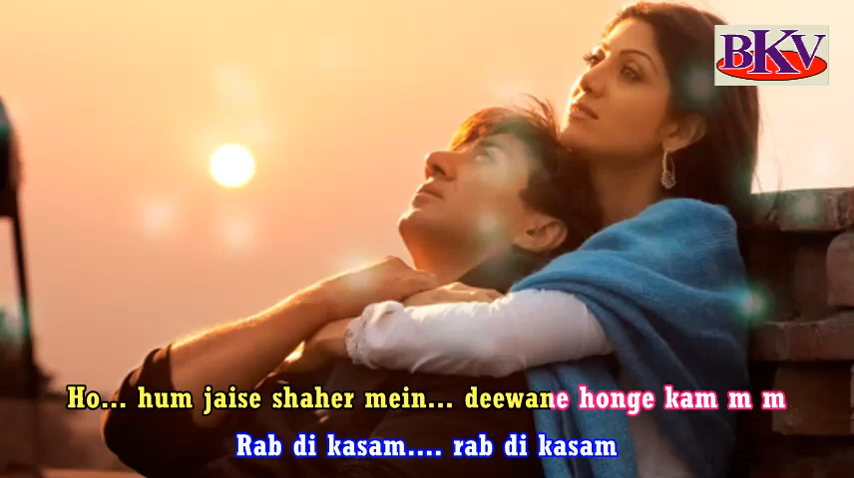 BKV
Ho... hum jaise shaher mein... deewane honge kam m m
Rab di kasam.... rab di kasam